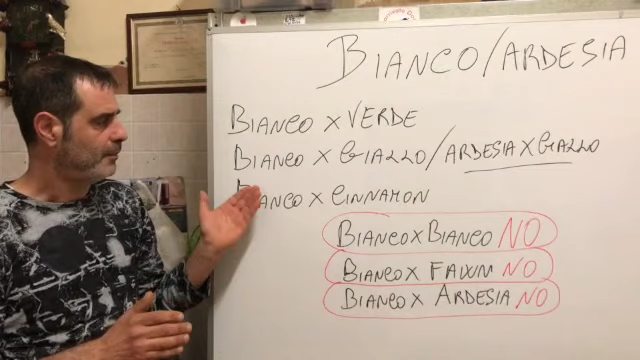 BIANCO/ARDESIA
BIANCO X VERDE
BIANCO X GIALLO/ARDESIA X GIALLO
BIANCO X CINNAMON
BIANCO X BIANCO NO
BIANCO X FAWN NO
BIANCO X ARDESIA NO